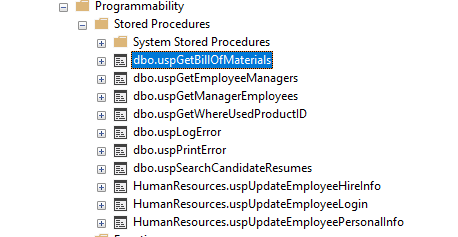 Programmability
Stored Procedures
System Stored Procedures
dbo.uspGetBillOfMaterials
dbo.uspGetEmployeeManagers
dbo.uspGetManagerEmployees
dbo.uspGetWhereUsedProductID
dbo.uspLogError
dbo.uspPrintError
dbo.uspSearchCandidateResumes
HumanResources.uspUpdateEmployeeHireInfo
HumanResources.uspUpdateEmployeeLogin
HumanResources.uspUpdateEmployeePersonalInfo